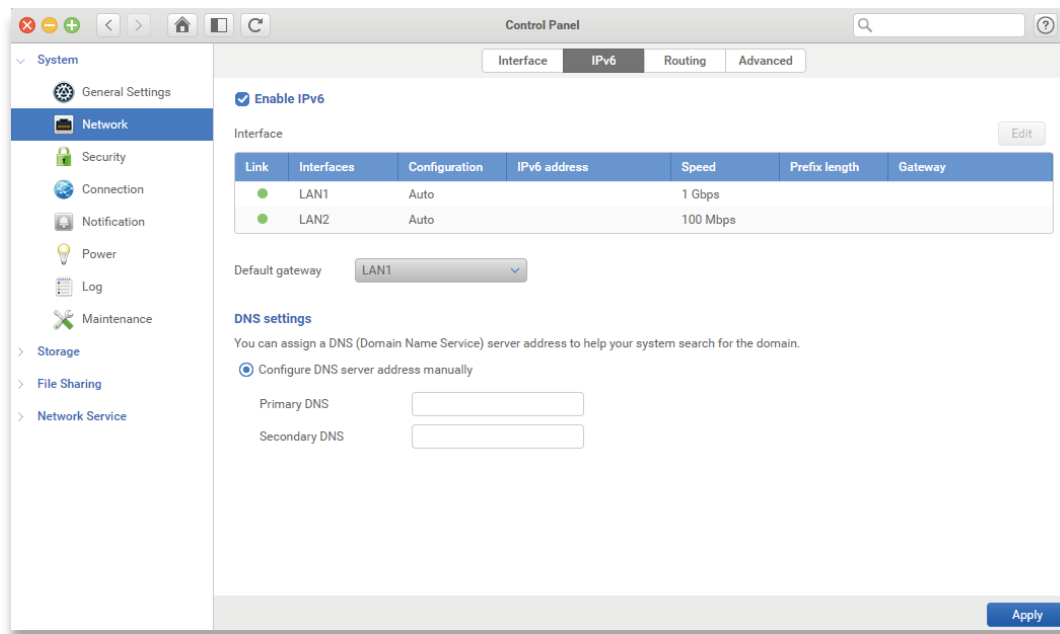 Control Panel
System
General Settings
Network
Security
Connection
Notification
Power
Log
Maintenance
Storage
File Sharing
Network Service
Interface IPv6 Routing Advanced
Enable IPv6
Interface Edit
Link Interfaces Configuration IPv6 address Speed Prefix length Gateway
LAN1 Auto 1 Gbps
LAN2 Auto 100 Mbps
Default gateway LAN1
DNS settings
You can assign a DNS (Domain Name Service) server address to help your system search for the domain.
Configure DNS server address manually
Primary DNS
Secondary DNS
Apply